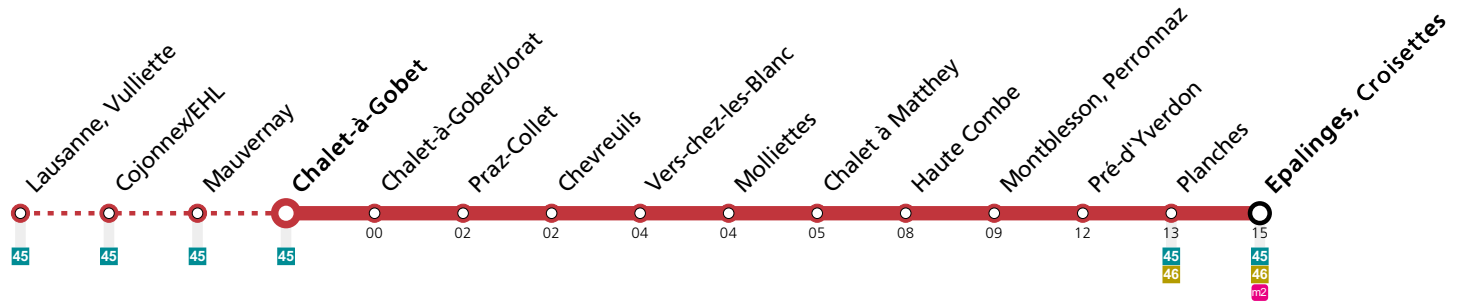 Lausanne, Vulliette
Cojonnex/EHL
Mauvernay
Chalet-à-Gobet
Chalet-à-Gobet/Jorat
Praz-Collet
Chevreuils
Vers-chez-les-Blanc
Molliettes
Chalet à Matthey
Haute Combe
Montblesson, Perronnaz
Pré-d'Yverdon
Planches
Epalinges, Croisettes
00 02 02 04 04 05 08 09 12 13 15
45 45 45 45 45 45
46 46
m2